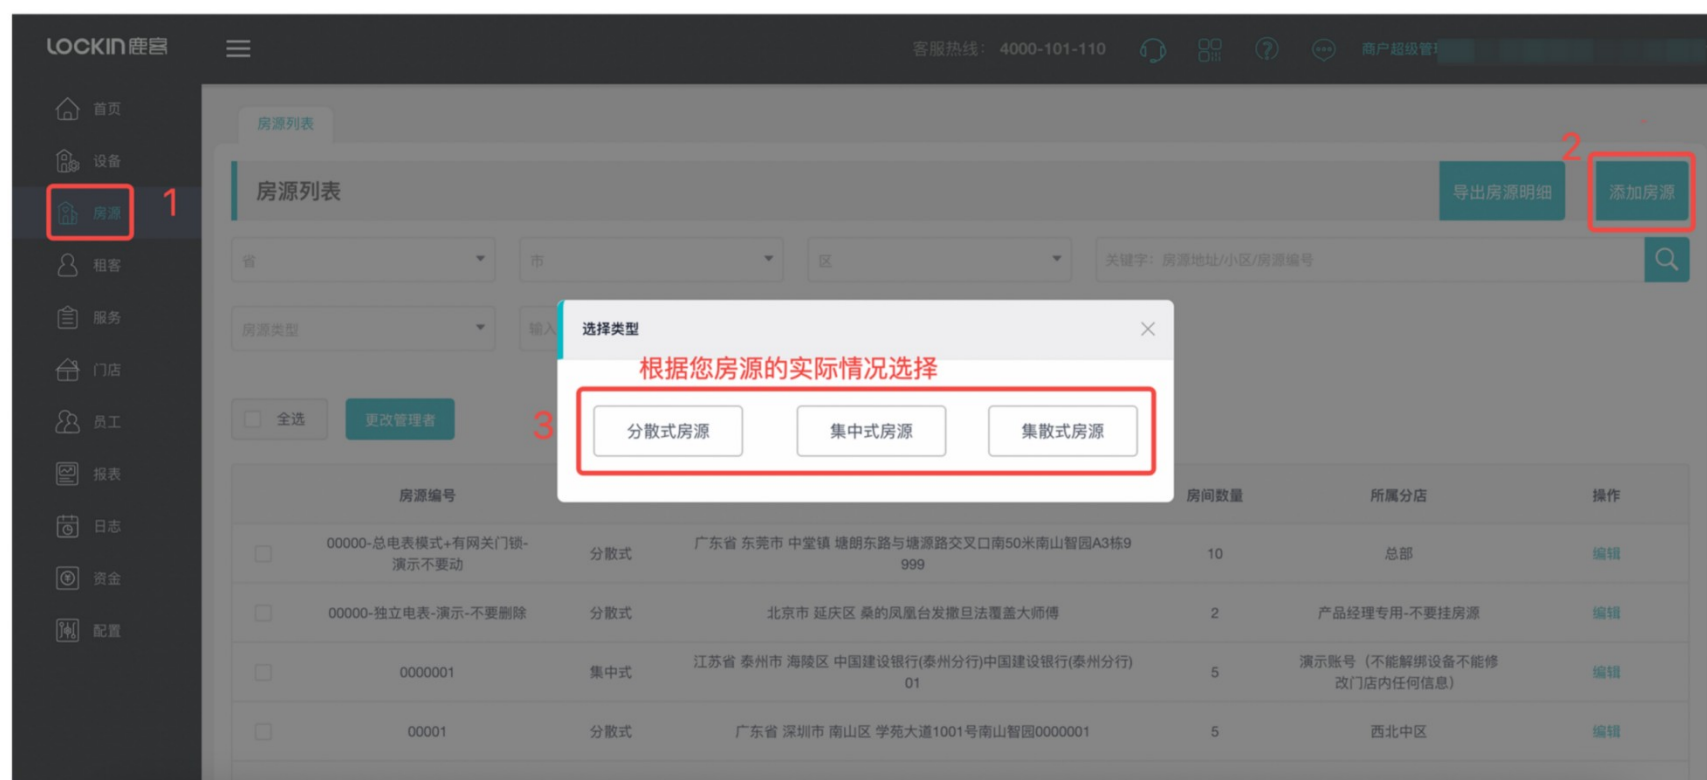 LOCKIN鹿客
客服热线： 4000-101-110
商户超级管
首页
设备
房源
1
租客
服务
门店
员工
报表
日志
资金
配置
房源列表
2
房源列表
导出房源明细
添加房源
省
市
区
关键字：房源地址/小区/房源编号
房源类型
输入
选择类型
根据您房源的实际情况选择
全选
更改管理者
3
分散式房源
集中式房源
集散式房源
房源编号
房间数量
所属分店
操作
00000-总电表模式+有网关门锁-
演示不要动
分散式
广东省 东莞市 中堂镇 塘朗东路与塘源路交叉口南50米南山智园A3栋9
999
10
总部
编辑
00000-独立电表-演示-不要删除
分散式
北京市 延庆区 桑的凤凰台发撤旦法覆盖大师傅
2
产品经理专用-不要挂房源
编辑
0000001
集中式
江苏省 泰州市 海陵区 中国建设银行(泰州分行)中国建设银行(泰州分行)
01
5
演示账号（不能解绑设备不能修
改门店内任何信息）
编辑
00001
分散式
广东省 深圳市 南山区 学苑大道1001号南山智园0000001
5
西北中区
编辑